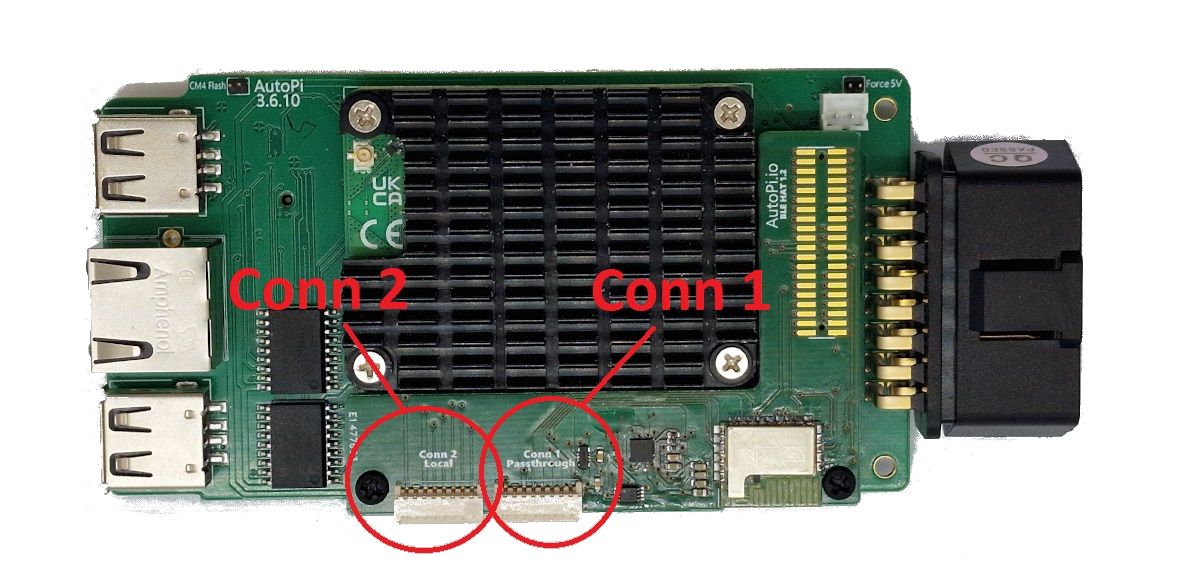 CM4 Flash
AutoPi
3.6.10
Force 5V
QC
PASSED
AutoPi.io
BLE HAT 1.2
UK
CA
CE
Amphenol
Conn 2
Conn 1
Conn 2
Local
Conn 1
Passthrough